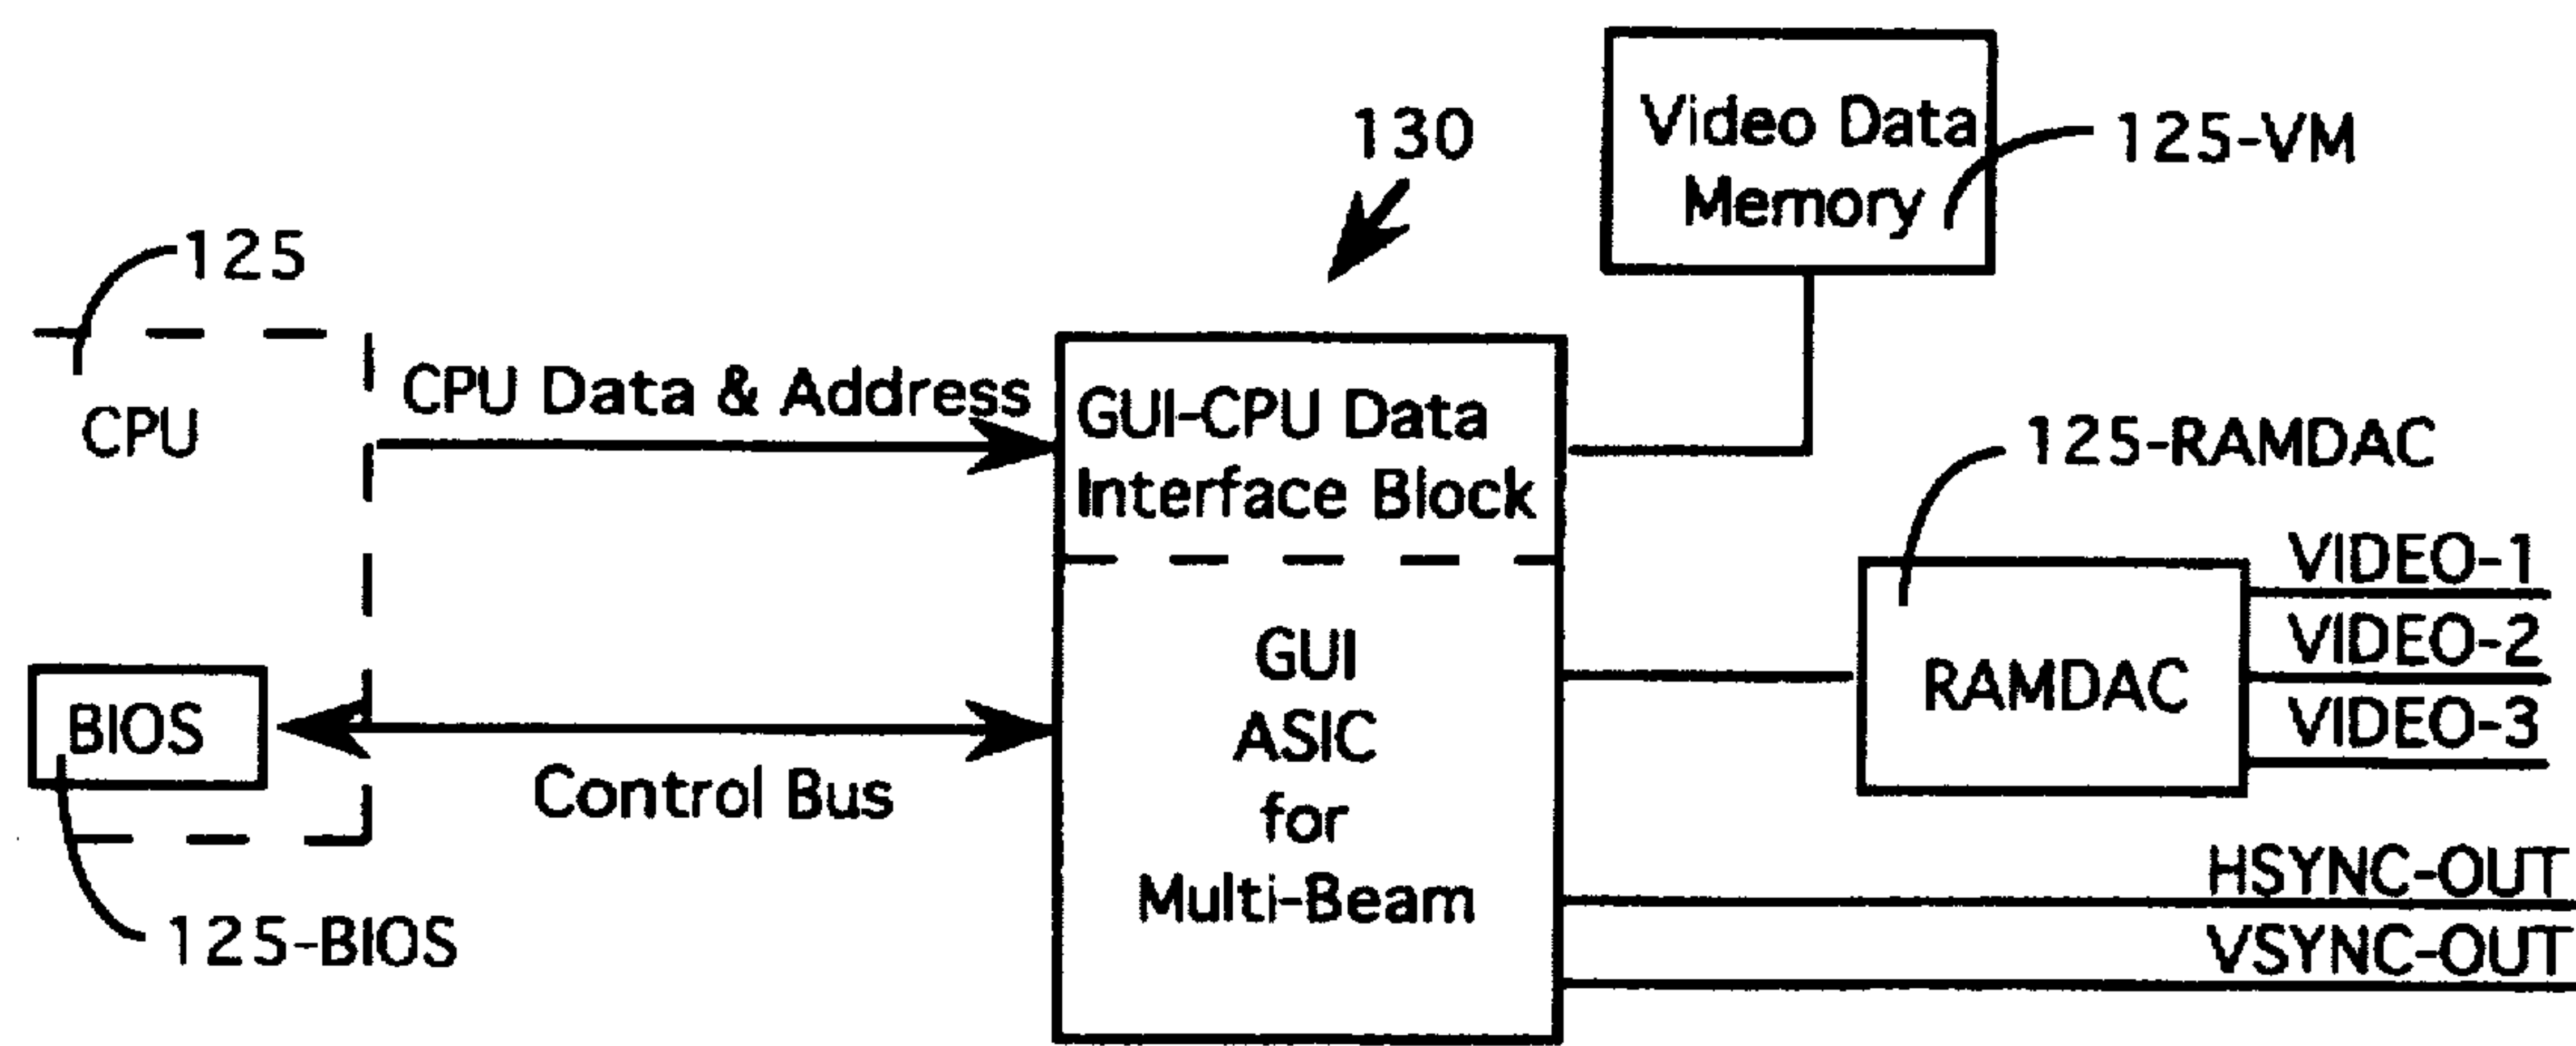 130
Video Data
Memory
125-VM
125
CPU
CPU Data & Address
GUI-CPU Data
Interface Block
125-RAMDAC
VIDEO-1
VIDEO-2
VIDEO-3
RAMDAC
GUI
ASIC
for
Multi-Beam
BIOS
Control Bus
125-BIOS
HSYNC-OUT
VSYNC-OUT